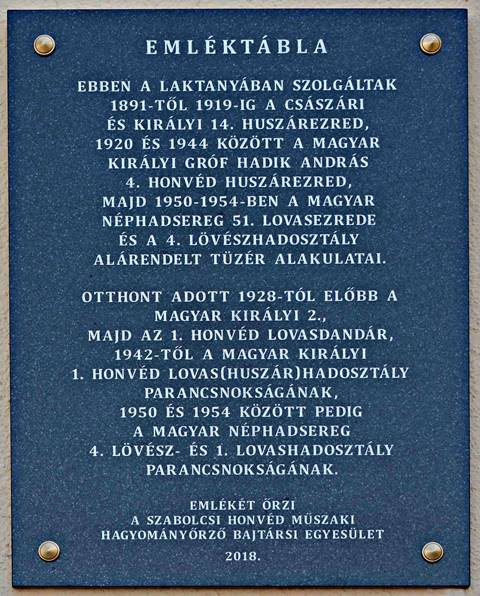 EMLÉKTÁBLA
EBBEN A LAKTANYÁBAN SZOLGÁLTAK
1891-TŐL 1919-IG A CSÁSZÁRI
ÉS KIRÁLYI 14. HUSZÁREZRED,
1920 ÉS 1944 KÖZÖTT A MAGYAR
KIRÁLYI GRÓF HADIK ANDRÁS
4. HONVÉD HUSZÁREZRED,
MAJD 1950-1954-BEN A MAGYAR
NÉPHADSEREG 51. LOVASEZREDE
ÉS A 4. LÖVÉSZHADOSZTÁLY
ALÁRENDELT TÜZÉR ALAKULATAI.
OTTHONT ADOTT 1928-TÓL ELŐBB A
MAGYAR KIRÁLYI 2.,
MAJD AZ 1. HONVÉD LOVASDANDÁR,
1942-TŐL A MAGYAR KIRÁLYI
1. HONVÉD LOVAS(HUSZÁR)HADOSZTÁLY
PARANCSNOKSÁGÁNAK,
1950 ÉS 1954 KÖZÖTT PEDIG
A MAGYAR NÉPHADSEREG
4. LÖVÉSZ- ÉS 1. LOVASHADOSZTÁLY
PARANCSNOKSÁGÁNAK.
EMLÉKÉT ŐRZI
A SZABOLCSI HONVÉD MŰSZAKI
HAGYOMÁNYŐRZŐ BAJTÁRSI EGYESÜLET
2018.